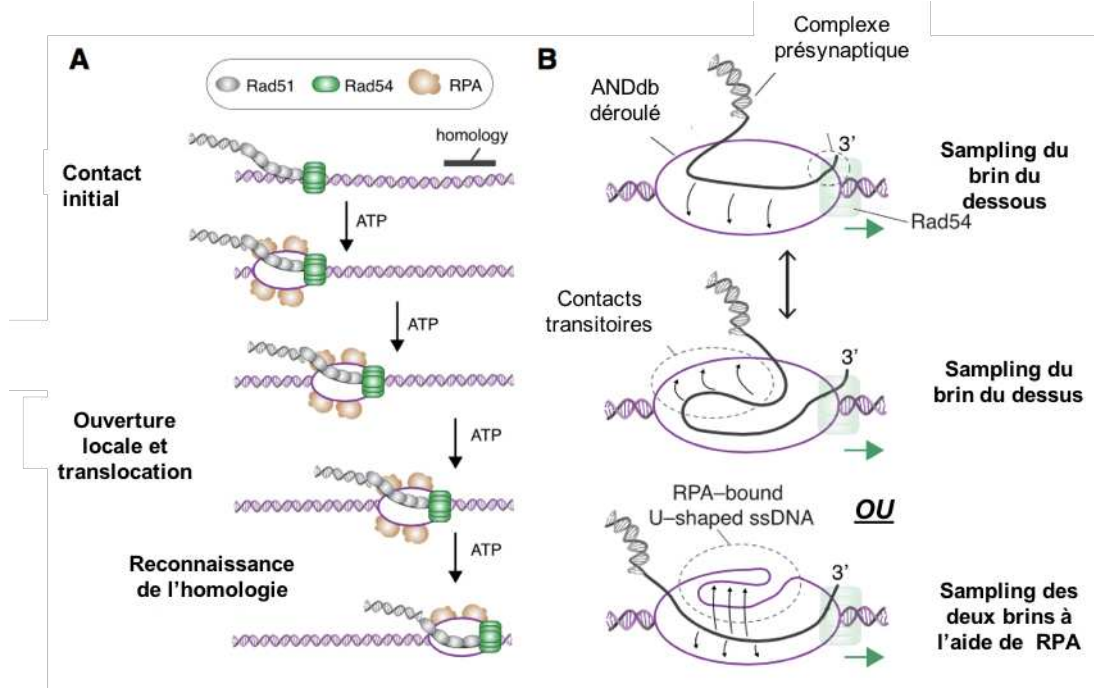 A
Rad51
Rad54
RPA
homology
Contact
initial
ATP
ATP
Ouverture
locale et
translocation
ATP
Reconnaissance
de l'homologie
ATP
B
Complexe
présynaptique
ANDdb
déroulé
3'
Sampling du
brin du
dessous
Rad54
Contacts
transitoires
3'
Sampling du
brin du dessus
RPA–bound
U–shaped ssDNA
OU
3'
Sampling des
deux brins à
l'aide de RPA